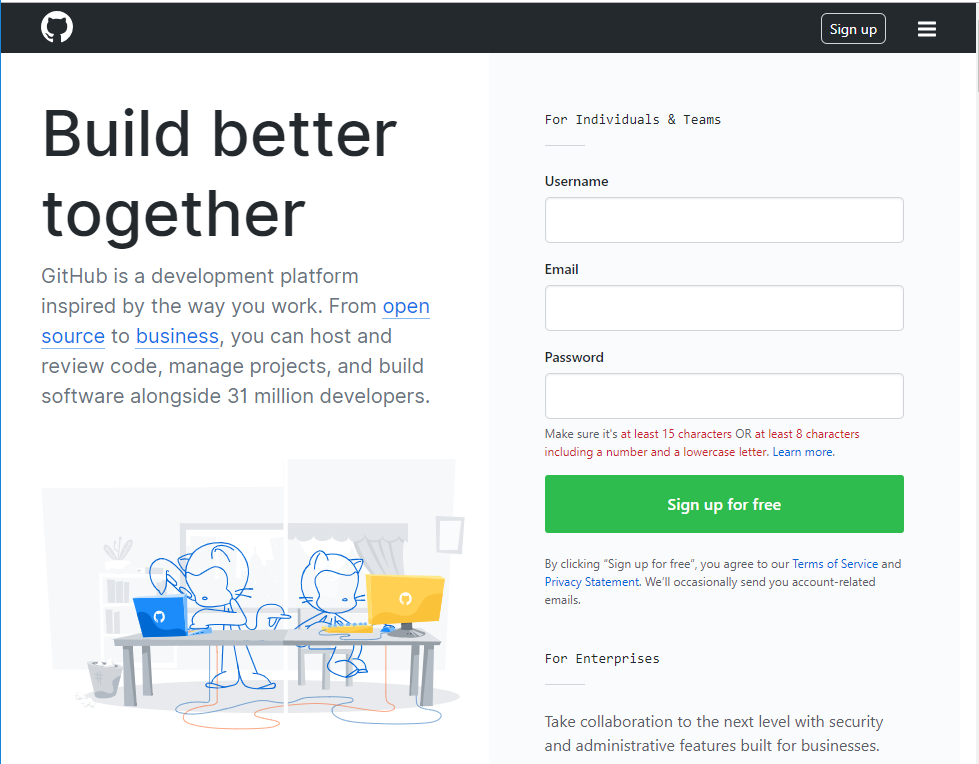 Sign up
Build better
together
GitHub is a development platform
inspired by the way you work. From open
source to business, you can host and
review code, manage projects, and build
software alongside 31 million developers.
For Individuals & Teams
Username
Email
Password
Make sure it's at least 15 characters OR at least 8 characters
including a number and a lowercase letter. Learn more.
Sign up for free
By clicking “Sign up for free”, you agree to our Terms of Service and
Privacy Statement. We’ll occasionally send you account-related
emails.
For Enterprises
Take collaboration to the next level with security
and administrative features built for businesses.